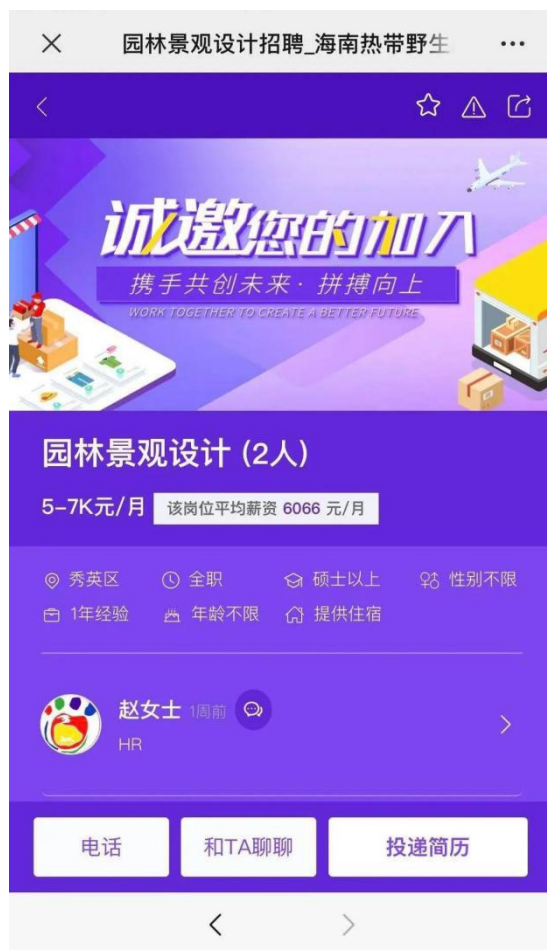 园林景观设计招聘_海南热带野生
诚邀您的加入
携手共创未来·拼搏向上
WORK TOGETHER TO CREATE A BETTER FUTURE
园林景观设计 (2人)
5-7K元/月 该岗位平均薪资 6066 元/月
秀英区 全职 硕士以上 性别不限
1年经验 年龄不限 提供住宿
赵女士 1周前
HR
电话 和TA聊聊 投递简历